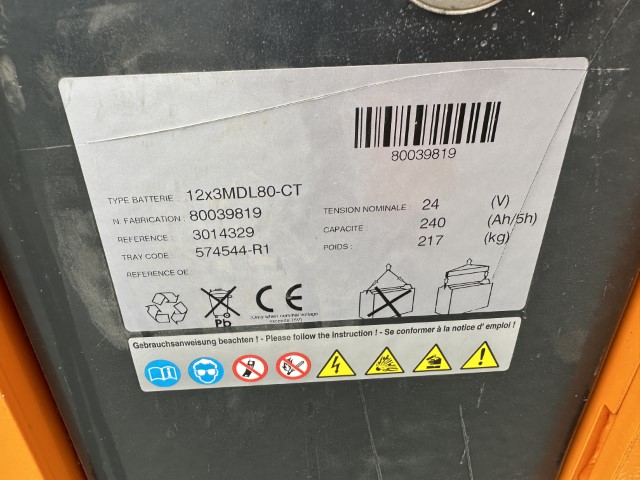 80039819
TYPE BATTERIE : 12x3MDL80-CT
N. FABRICATION : 80039819
REFERENCE : 3014329
TRAY CODE : 574544-R1
REFERENCE OE :
TENSION NOMINALE : 24 (V)
CAPACITE : 240 (Ah/5h)
POIDS : 217 (kg)
Pb
CE
Gebrauchsanweisung beachten ! - Please follow the Instruction ! - Se conformer à la notice d' emploi !